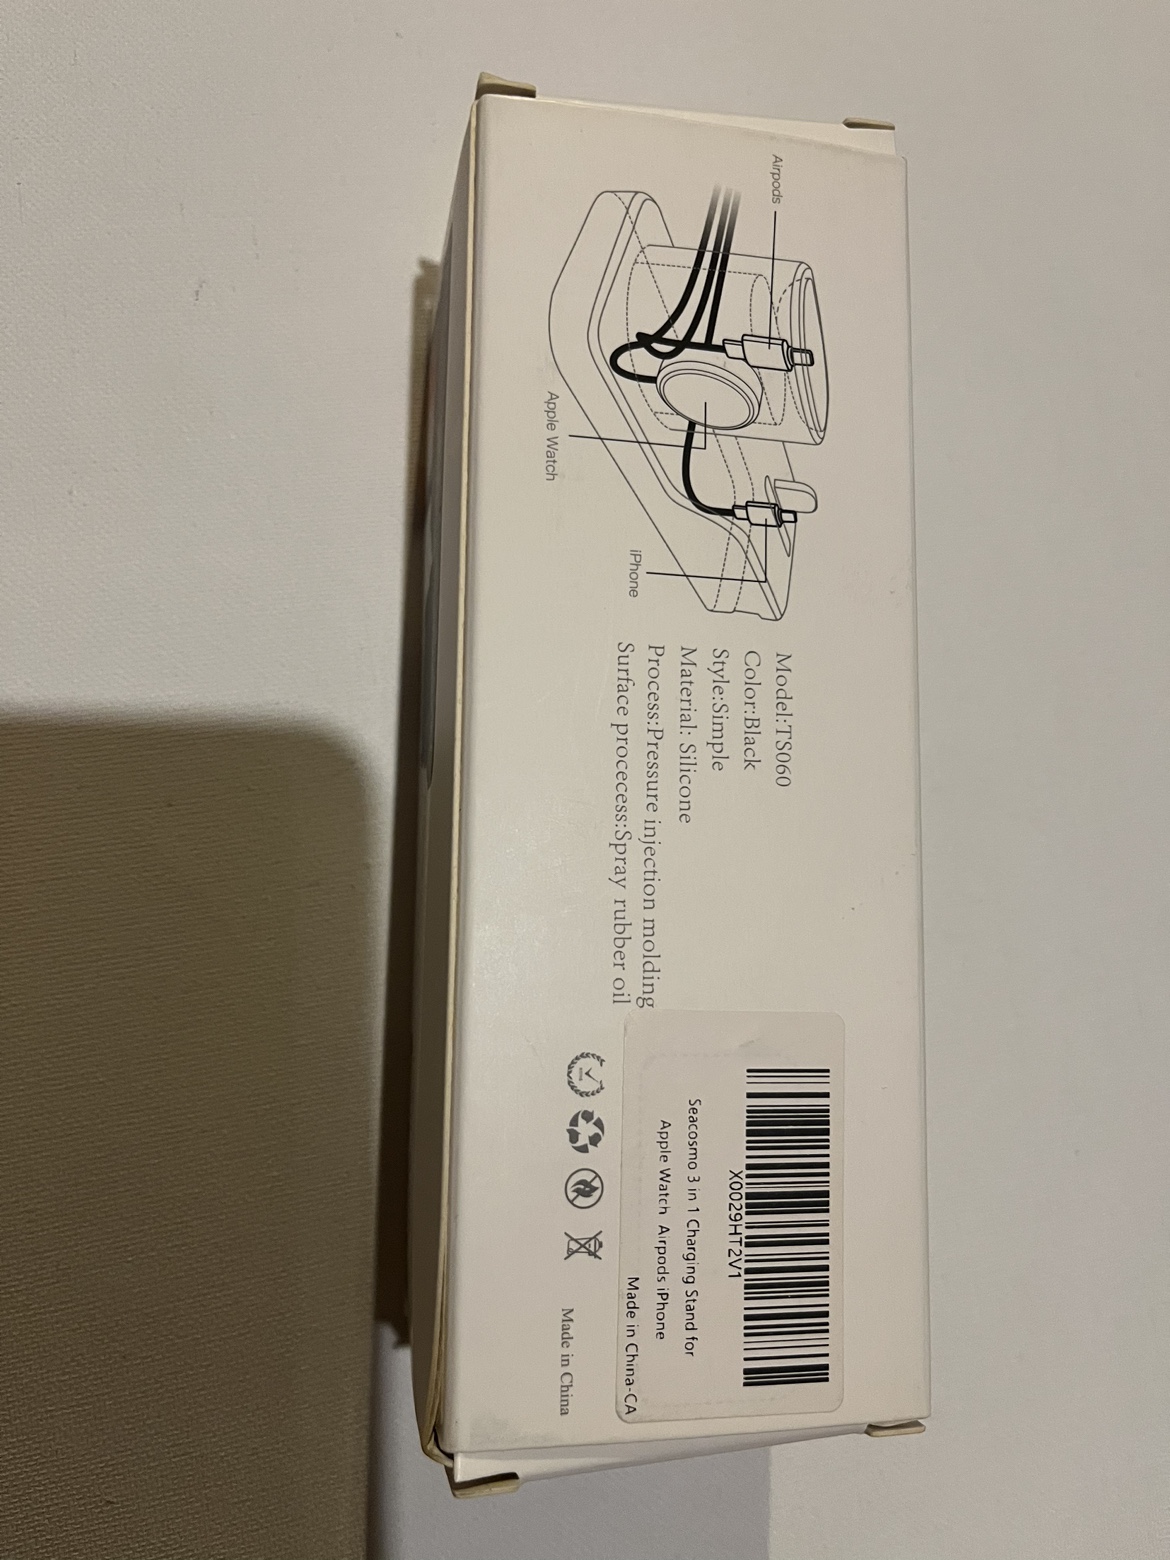 Airpods
Apple Watch
iPhone
Model:TS060
Color:Black
Style:Simple
Material: Silicone
Process:Pressure injection molding
Surface procecess:Spray rubber oil
X0029HT2V1
Seacosmo 3 in 1 Charging Stand for
Apple Watch Airpods iPhone
Made in China-CA
Made in China